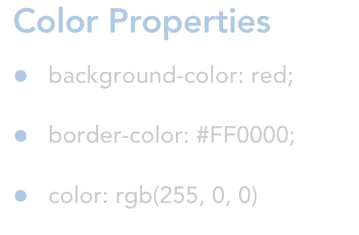 Color Properties
background-color: red;
border-color: #FF0000;
color: rgb(255, 0, 0)